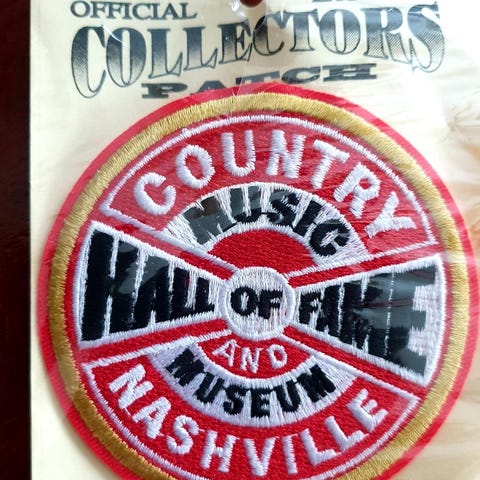 OFFICIAL
COLLECTORS
PATCH
COUNTRY
MUSIC
HALL OF FAME
AND
MUSEUM
NASHVILLE